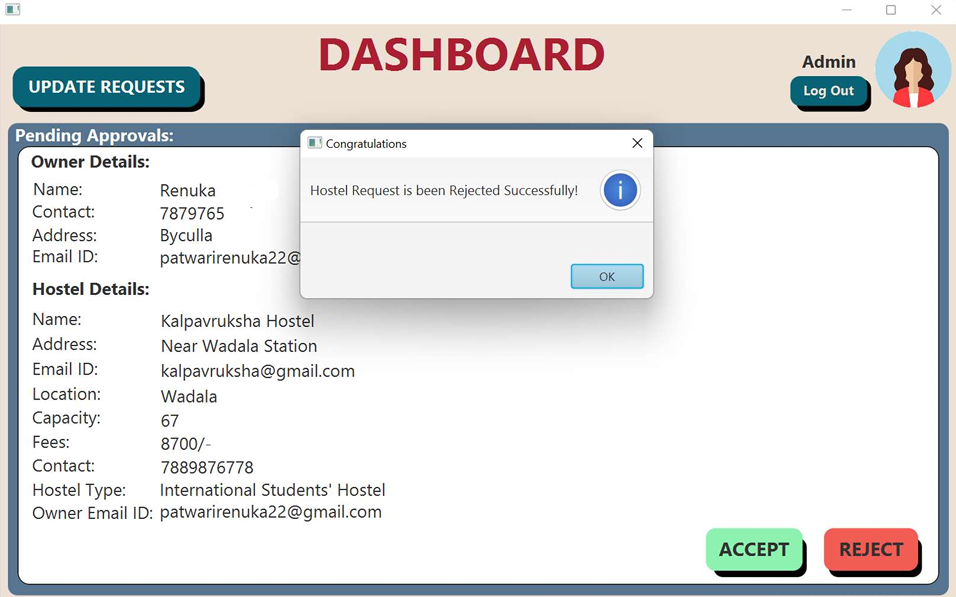 DASHBOARD
Admin
UPDATE REQUESTS
Log Out
Pending Approvals:
Owner Details:
Name: Renuka
Contact: 7879765
Address: Byculla
Email ID: patwarirenuka22@
Congratulations
Hostel Request is been Rejected Successfully!
i
OK
Hostel Details:
Name: Kalpavruksha Hostel
Address: Near Wadala Station
Email ID: kalpavruksha@gmail.com
Location: Wadala
Capacity: 67
Fees: 8700/-
Contact: 7889876778
Hostel Type: International Students' Hostel
Owner Email ID: patwarirenuka22@gmail.com
ACCEPT
REJECT